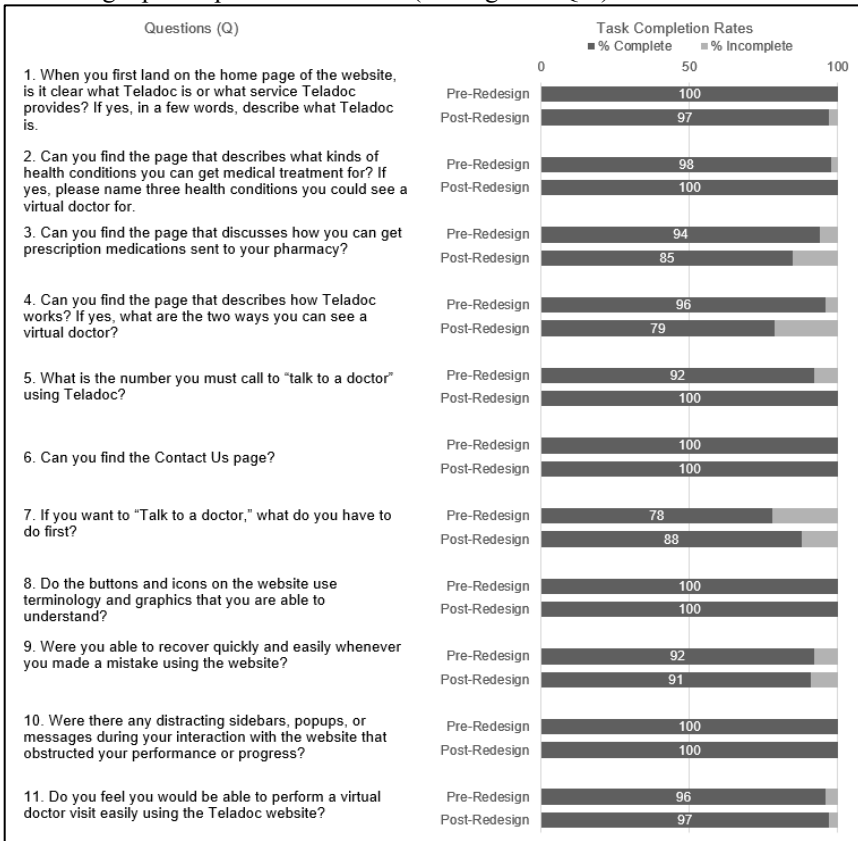 Questions (Q)
Task Completion Rates
% Complete % Incomplete
0 50 100
1. When you first land on the home page of the website,
is it clear what Teladoc is or what service Teladoc
provides? If yes, in a few words, describe what Teladoc
is.
Pre-Redesign 100
Post-Redesign 97
2. Can you find the page that describes what kinds of
health conditions you can get medical treatment for? If
yes, please name three health conditions you could see a
virtual doctor for.
Pre-Redesign 98
Post-Redesign 100
3. Can you find the page that discusses how you can get
prescription medications sent to your pharmacy?
Pre-Redesign 94
Post-Redesign 85
4. Can you find the page that describes how Teladoc
works? If yes, what are the two ways you can see a
virtual doctor?
Pre-Redesign 96
Post-Redesign 79
5. What is the number you must call to “talk to a doctor”
using Teladoc?
Pre-Redesign 92
Post-Redesign 100
6. Can you find the Contact Us page?
Pre-Redesign 100
Post-Redesign 100
7. If you want to “Talk to a doctor,” what do you have to
do first?
Pre-Redesign 78
Post-Redesign 88
8. Do the buttons and icons on the website use
terminology and graphics that you are able to
understand?
Pre-Redesign 100
Post-Redesign 100
9. Were you able to recover quickly and easily whenever
you made a mistake using the website?
Pre-Redesign 92
Post-Redesign 91
10. Were there any distracting sidebars, popups, or
messages during your interaction with the website that
obstructed your performance or progress?
Pre-Redesign 100
Post-Redesign 100
11. Do you feel you would be able to perform a virtual
doctor visit easily using the Teladoc website?
Pre-Redesign 96
Post-Redesign 97